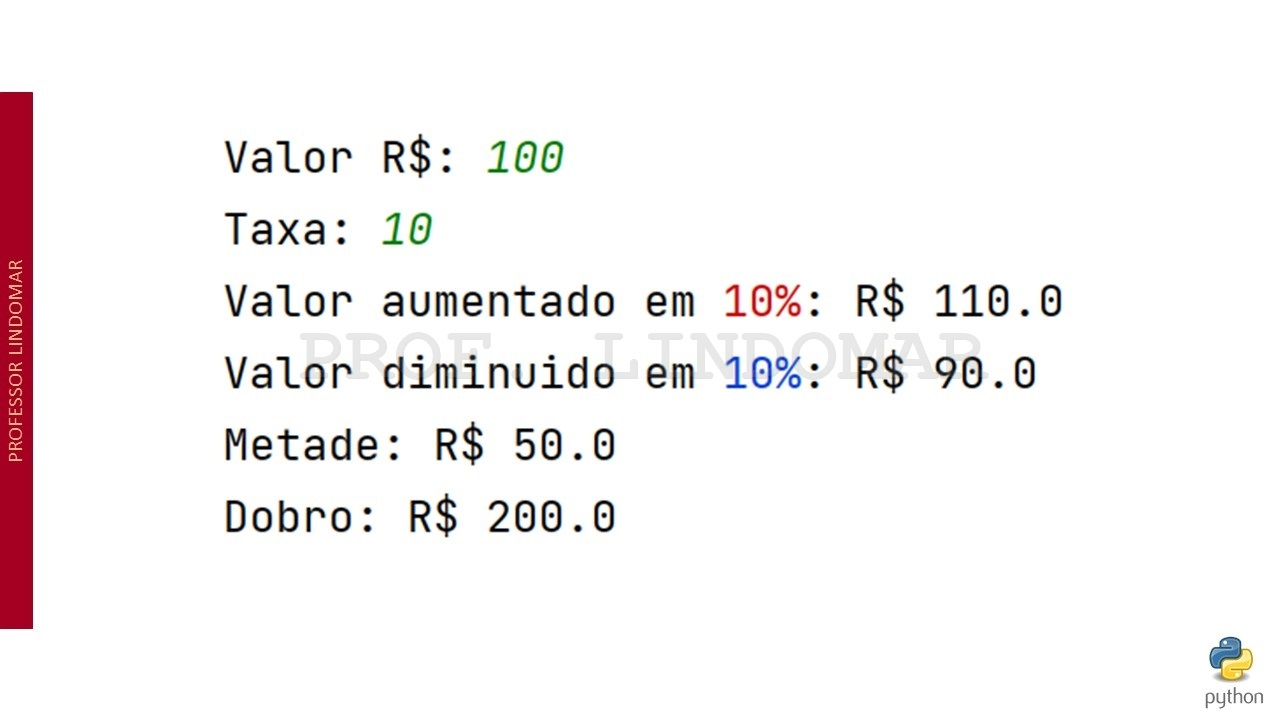 PROFESSOR LINDOMAR
Valor R$: 100
Taxa: 10
Valor aumentado em 10%: R$ 110.0
PROF. LINDOMAR
Valor diminuido em 10%: R$ 90.0
Metade: R$ 50.0
Dobro: R$ 200.0
python